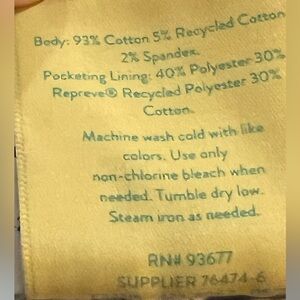 Body: 93% Cotton 5% Recycled Cotton
2% Spandex.
Pocketing Lining: 40% Polyester 30%
Repreve® Recycled Polyester 30%
Cotton.
Machine wash cold with like
colors. Use only
non-chlorine bleach when
needed. Tumble dry low.
Steam iron as needed.
RN# 93677
SUPPLIER 76474-6